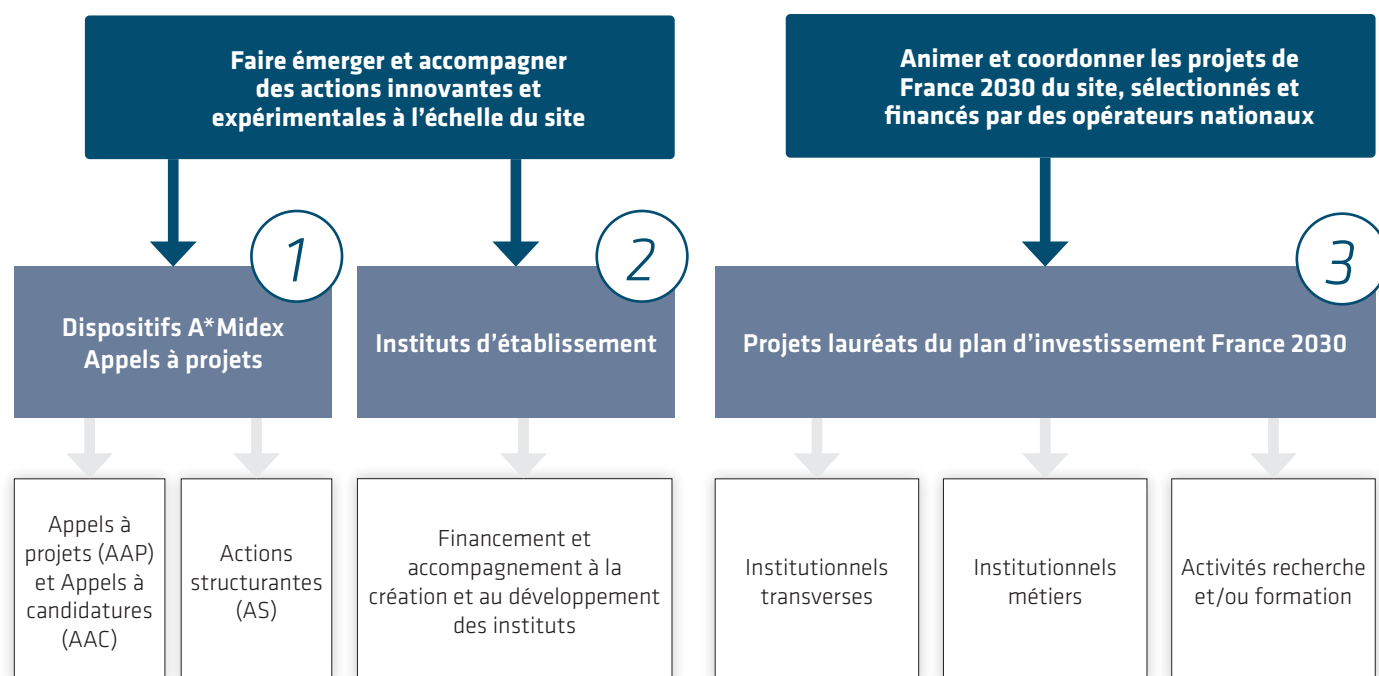 Faire émerger et accompagner
des actions innovantes et
expérimentales à l'échelle du site
Animer et coordonner les projets de
France 2030 du site, sélectionnés et
financés par des opérateurs nationaux
1
Dispositifs A*Midex
Appels à projets
2
Instituts d'établissement
3
Projets lauréats du plan d'investissement France 2030
Appels à
projets (AAP)
et Appels à
candidatures
(AAC)
Actions
structurantes
(AS)
Financement et
accompagnement à la
création et au développement
des instituts
Institutionnels
transverses
Institutionnels
métiers
Activités recherche
et/ou formation